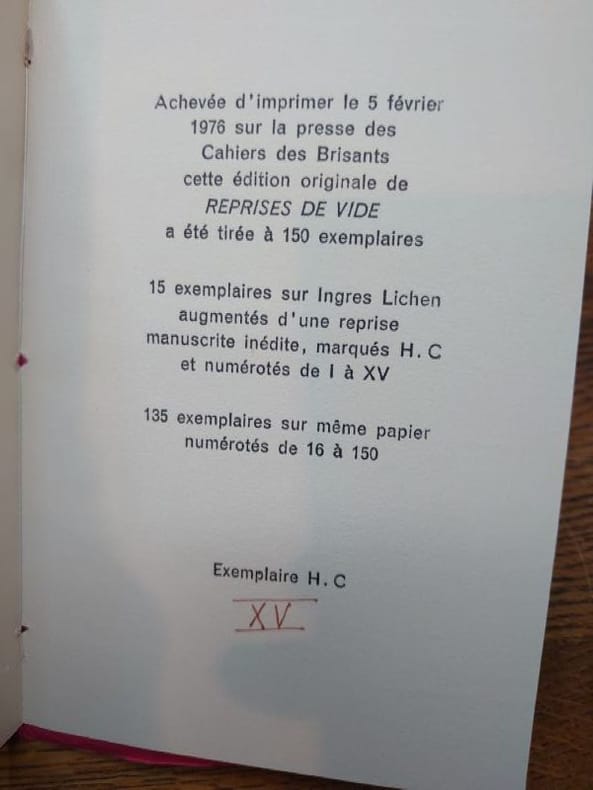 Achevée d'imprimer le 5 février
1976 sur la presse des
Cahiers des Brisants
cette édition originale de
REPRISES DE VIDE
a été tirée à 150 exemplaires
15 exemplaires sur Ingres Lichen
augmentés d'une reprise
manuscrite inédite, marqués H. C
et numérotés de I à XV
135 exemplaires sur même papier
numérotés de 16 à 150
Exemplaire H. C
XV